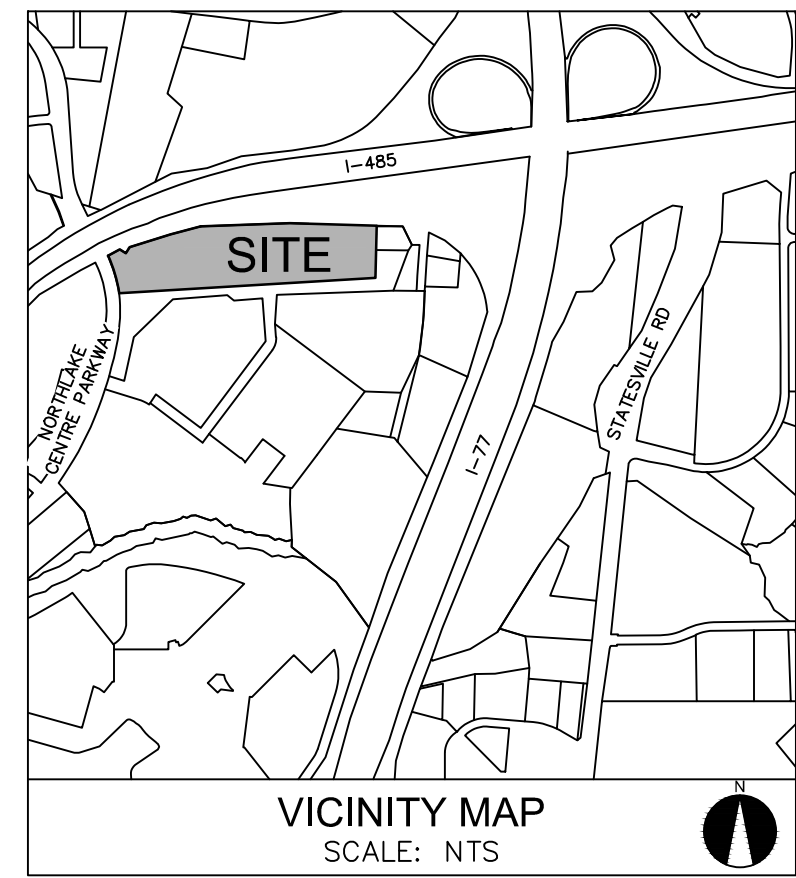 I-485
SITE
NORTHLAKE
CENTRE PARKWAY
STATESVILLE RD
I-77
VICINITY MAP
SCALE: NTS
N